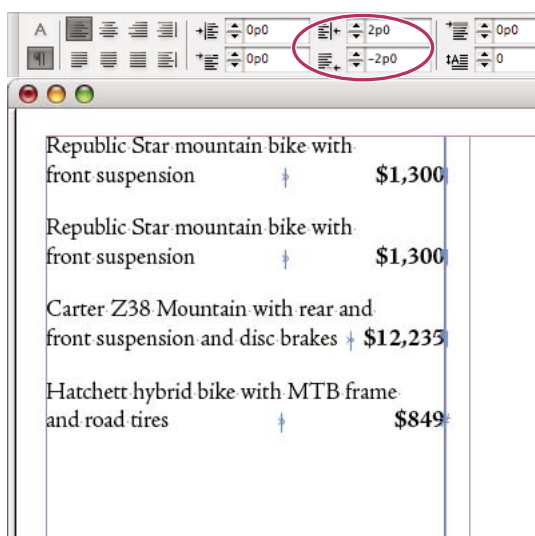 A 0p0 2p0 0p0
¶ 0p0 -2p0 0
Republic Star mountain bike with
front suspension $1,300
Republic Star mountain bike with
front suspension $1,300
Carter Z38 Mountain with rear and
front suspension and disc brakes $12,235
Hatchett hybrid bike with MTB frame
and road tires $849